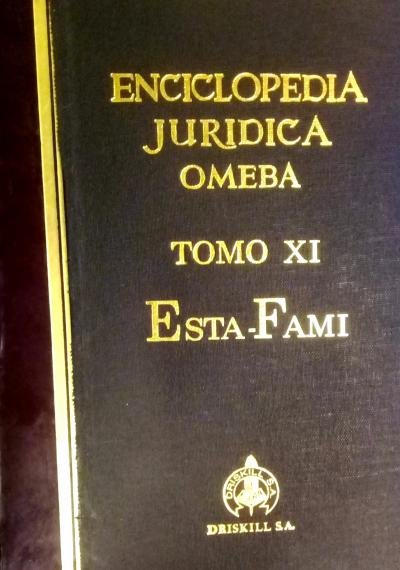 ENCICLOPEDIA
JURIDICA
OMEBA
TOMO XI
ESTA-FAMI
DRISKILL S.A.
DRISKILL S.A.